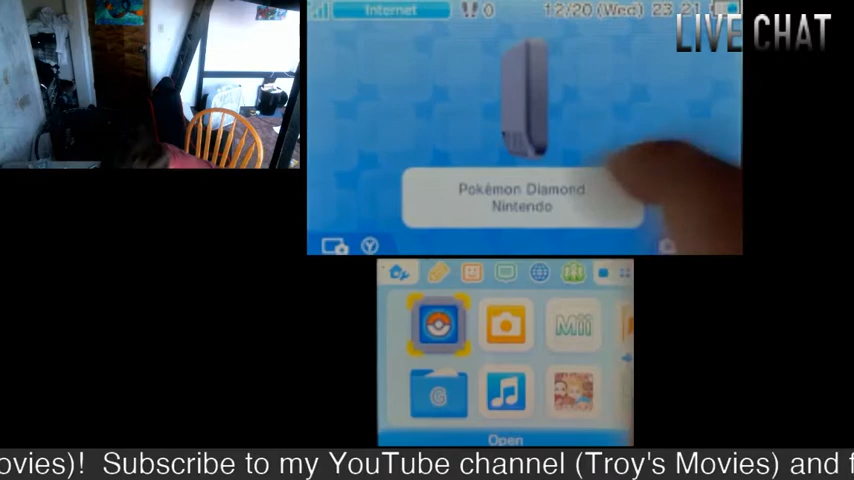 Internet
0
12/20 (Wed) 23:21
LIVE CHAT
Pokémon Diamond
Nintendo
Y
Mii
G
Open
ovies)! Subscribe to my YouTube channel (Troy's Movies) and f